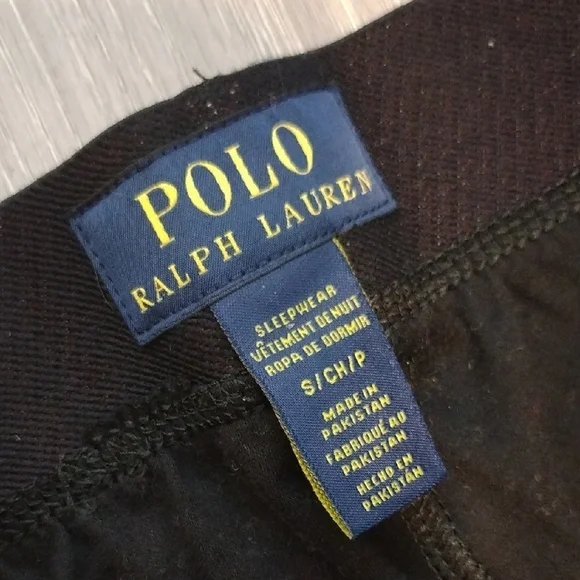 POLO
RALPH LAUREN
SLEEPWEAR
VÊTEMENT DE NUIT
ROPA DE DORMIR
S/CH/P
MADE IN
PAKISTAN
FABRIQUÉ AU
PAKISTAN
HECHO EN
PAKISTÁN